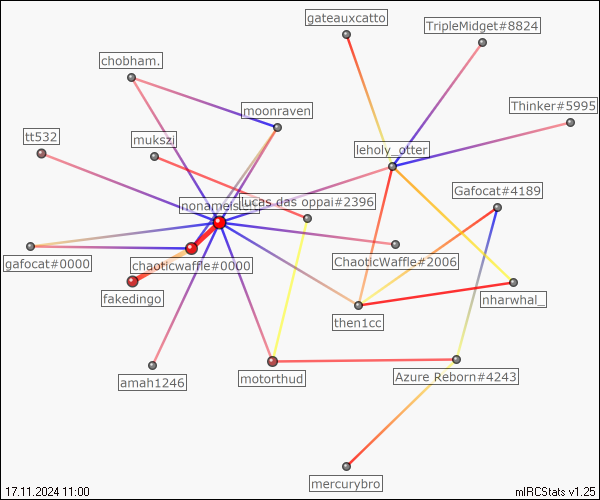 gateauxcatto
TripleMidget#8824
chobham.
Thinker#5995
moonraven
tt532
mukszi
leholy_otter
Gafocat#4189
lucas das oppai#2396
gafocat#0000
chaoticwaffle#0000
ChaoticWaffle#2006
fakedingo
nharwhal_
then1cc
amah1246
motorthud
Azure Reborn#4243
mercurybro
17.11.2024 11:00
mIRCStats v1.25